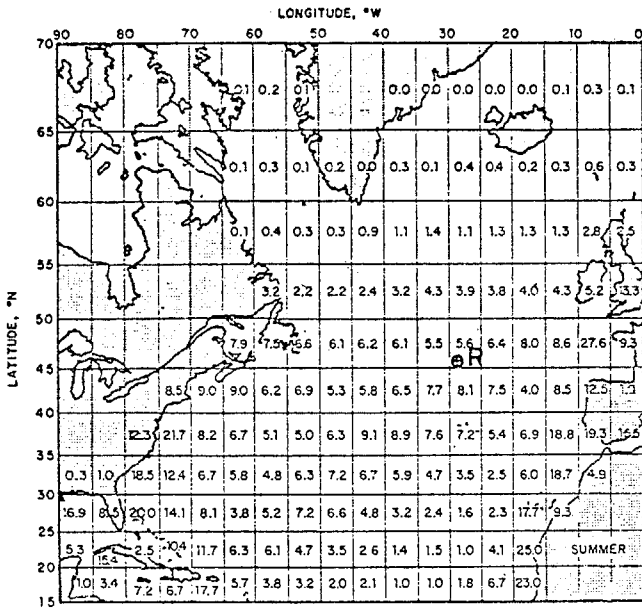 LONGITUDE, °W
90 80 70 60 50 40 30 20 10 0
70
0.1 0.2 0.1 0.0 0.0 0.0 0.0 0.0 0.1 0.3 0.1
65
0.1 0.3 0.1 0.2 0.0 0.3 0.1 0.4 0.4 0.2 0.3 0.6 0.3
60
0.1 0.4 0.3 0.3 0.9 1.1 1.4 1.1 1.3 1.3 1.3 2.8 2.5
55
3.2 2.2 2.2 2.4 3.2 4.3 3.9 3.8 4.0 4.3 5.2 3.3
LATITUDE, °N
50
7.9 7.5 6.1 6.2 6.1 5.5 5.6 6.4 8.0 8.6 27.6 9.3
R
45
8.5 9.0 9.0 6.2 6.9 5.3 5.8 6.5 7.7 8.1 7.5 4.0 8.5 12.5
40
12.3 21.7 8.2 6.7 5.1 5.0 6.3 9.1 8.9 7.6 7.2 5.4 6.9 18.8 19.3
35
0.3 1.0 18.5 12.4 6.7 5.8 4.8 6.3 7.2 6.7 5.9 4.7 3.5 2.5 6.0 18.7 4.9
30
16.9 8.5 20.0 14.1 8.1 3.8 5.2 7.2 6.6 4.8 3.2 2.4 1.6 2.3 17.7 9.3
25
5.3 15.4 2.5 10.4 11.7 6.3 6.1 4.7 3.5 2.6 1.4 1.5 1.0 4.1 25.0 SUMMER
20
1.0 3.4 7.2 6.7 17.7 5.7 3.8 3.2 2.0 2.1 1.0 1.0 1.8 6.7 23.0
15